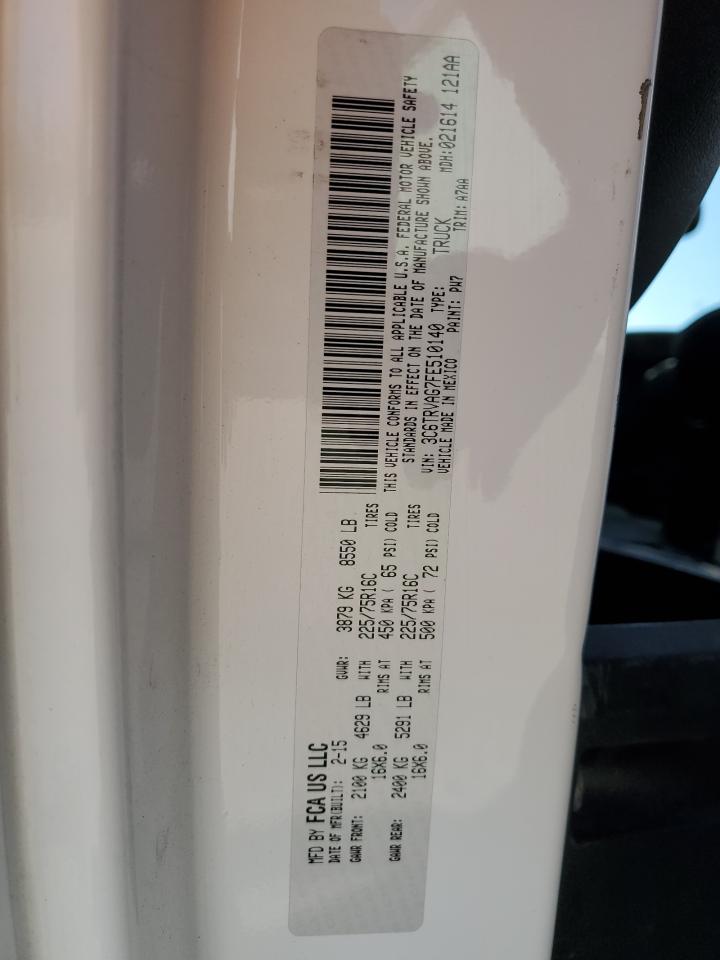 MFD BY FCA US LLC
DATE OF MFR(BUILT): 2-15 GVWR: 3879 KG 8550 LB
GAWR FRONT: 2100 KG 4629 LB WITH 225/75R16C TIRES
16X6.0 RIMS AT 450 KPA ( 65 PSI) COLD
GAWR REAR: 2400 KG 5291 LB WITH 225/75R16C TIRES
16X6.0 RIMS AT 500 KPA ( 72 PSI) COLD
THIS VEHICLE CONFORMS TO ALL APPLICABLE U.S.A. FEDERAL MOTOR VEHICLE SAFETY
STANDARDS IN EFFECT ON THE DATE OF MANUFACTURE SHOWN ABOVE.
VIN: 3C6TRVAG7FE510140 TYPE: TRUCK MDH:021614 121AA
VEHICLE MADE IN MEXICO PAINT: PW7 TRIM: A7AA